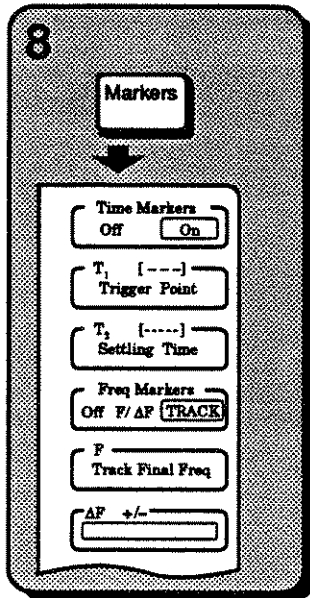 8
Markers
Time Markers
Off On
T₁ [---]
Trigger Point
T₂ [-----]
Settling Time
Freq Markers
Off F/ΔF TRACK
F
Track Final Freq
ΔF +/-